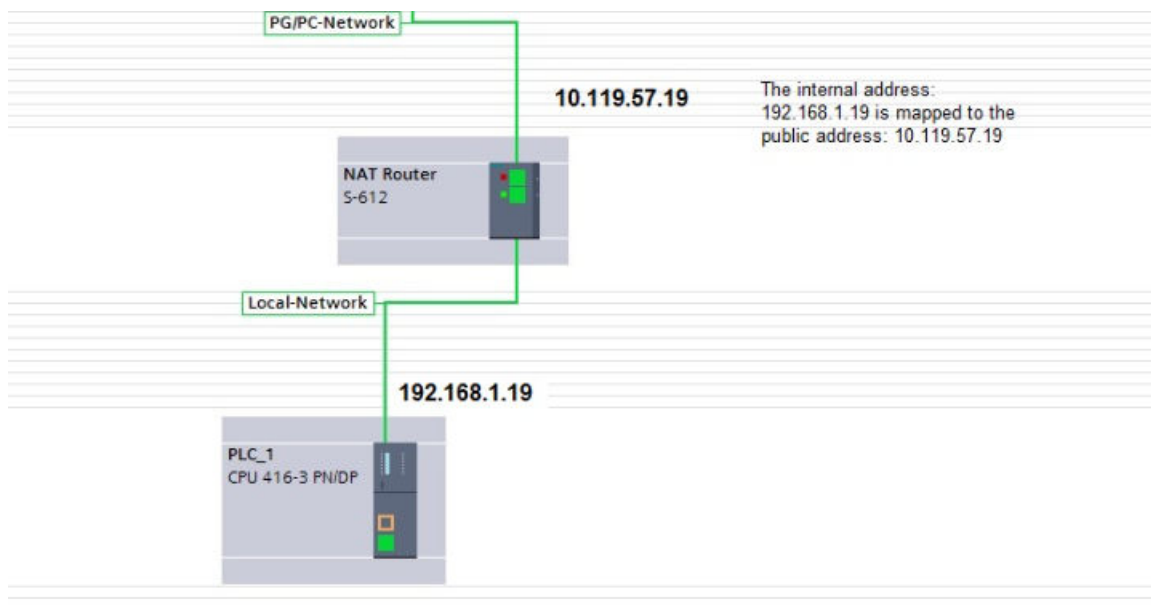 PG/PC-Network
10.119.57.19
The internal address:
192.168.1.19 is mapped to the
public address: 10.119.57.19
NAT Router
S-612
Local-Network
192.168.1.19
PLC_1
CPU 416-3 PN/DP